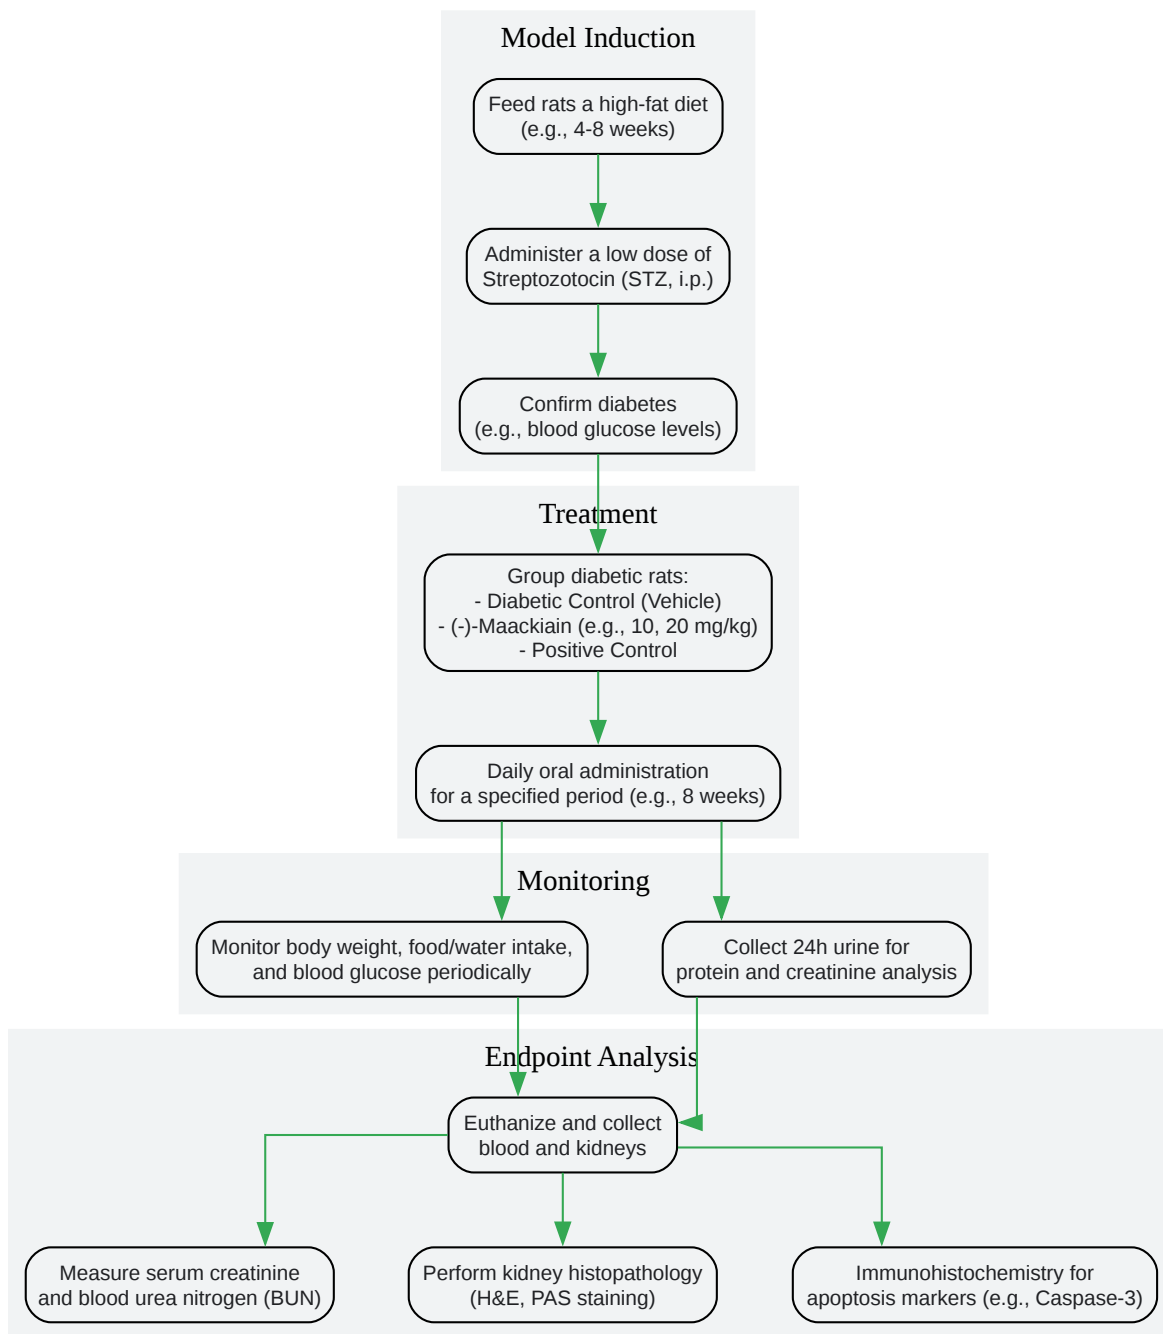 Model Induction
Feed rats a high-fat diet
(e.g., 4-8 weeks)
Administer a low dose of
Streptozotocin (STZ, i.p.)
Confirm diabetes
(e.g., blood glucose levels)
Treatment
Group diabetic rats:
- Diabetic Control (Vehicle)
- (-)-Maackiain (e.g., 10, 20 mg/kg)
- Positive Control
Daily oral administration
for a specified period (e.g., 8 weeks)
Monitoring
Monitor body weight, food/water intake,
and blood glucose periodically
Collect 24h urine for
protein and creatinine analysis
Endpoint Analysis
Euthanize and collect
blood and kidneys
Measure serum creatinine
and blood urea nitrogen (BUN)
Perform kidney histopathology
(H&E, PAS staining)
Immunohistochemistry for
apoptosis markers (e.g., Caspase-3)